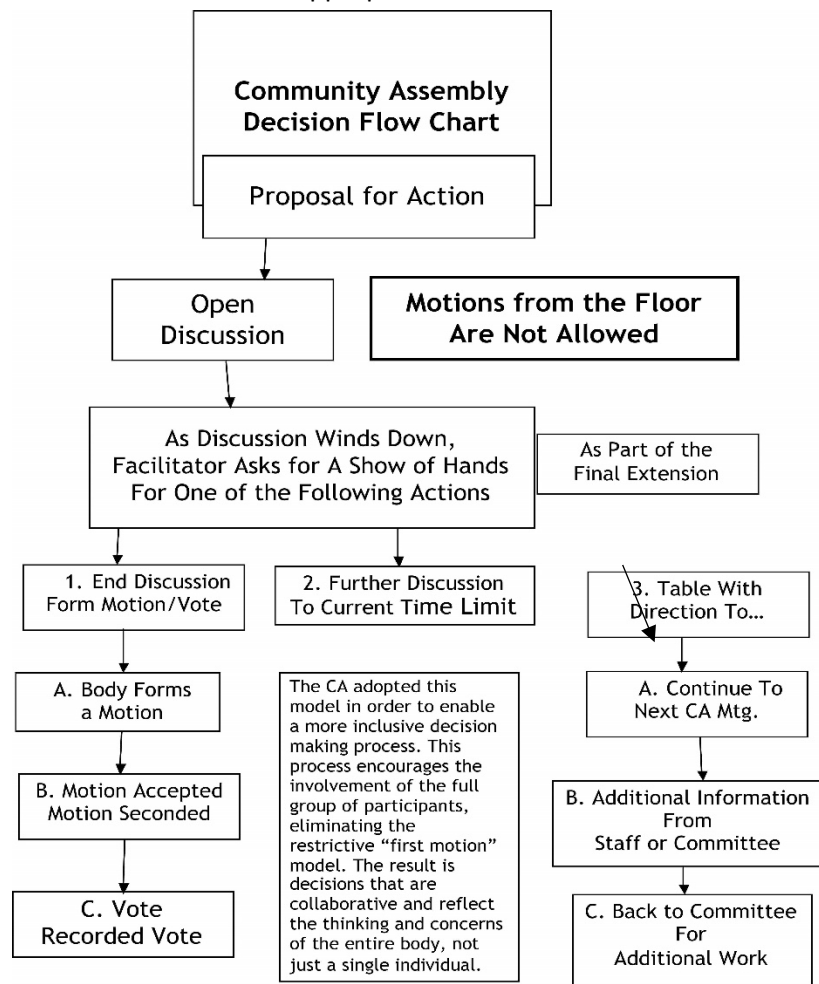 Community Assembly
Decision Flow Chart
Proposal for Action
Open
Discussion
Motions from the Floor
Are Not Allowed
As Discussion Winds Down,
Facilitator Asks for A Show of Hands
For One of the Following Actions
As Part of the
Final Extension
1. End Discussion
Form Motion/Vote
2. Further Discussion
To Current Time Limit
3. Table With
Direction To…
A. Body Forms
a Motion
B. Motion Accepted
Motion Seconded
C. Vote
Recorded Vote
The CA adopted this
model in order to enable
a more inclusive decision
making process. This
process encourages the
involvement of the full
group of participants,
eliminating the
restrictive “first motion”
model. The result is
decisions that are
collaborative and reflect
the thinking and concerns
of the entire body, not
just a single individual.
A. Continue To
Next CA Mtg.
B. Additional Information
From
Staff or Committee
C. Back to Committee
For
Additional Work